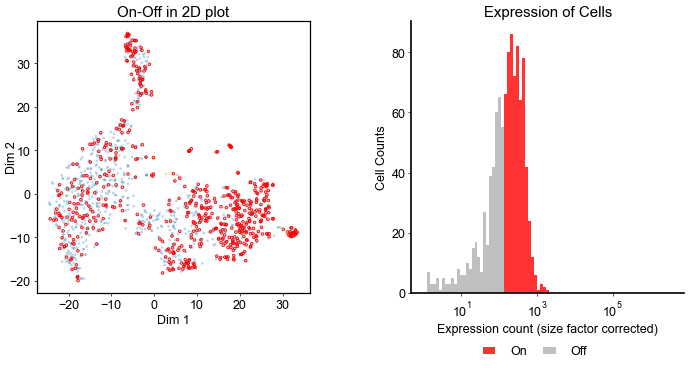 On-Off in 2D plot
Dim 2
30
20
10
0
−10
−20
−20 −10 0 10 20 30
Dim 1
Expression of Cells
Cell Counts
80
60
40
20
0
10^1 10^3 10^5
Expression count (size factor corrected)
On Off